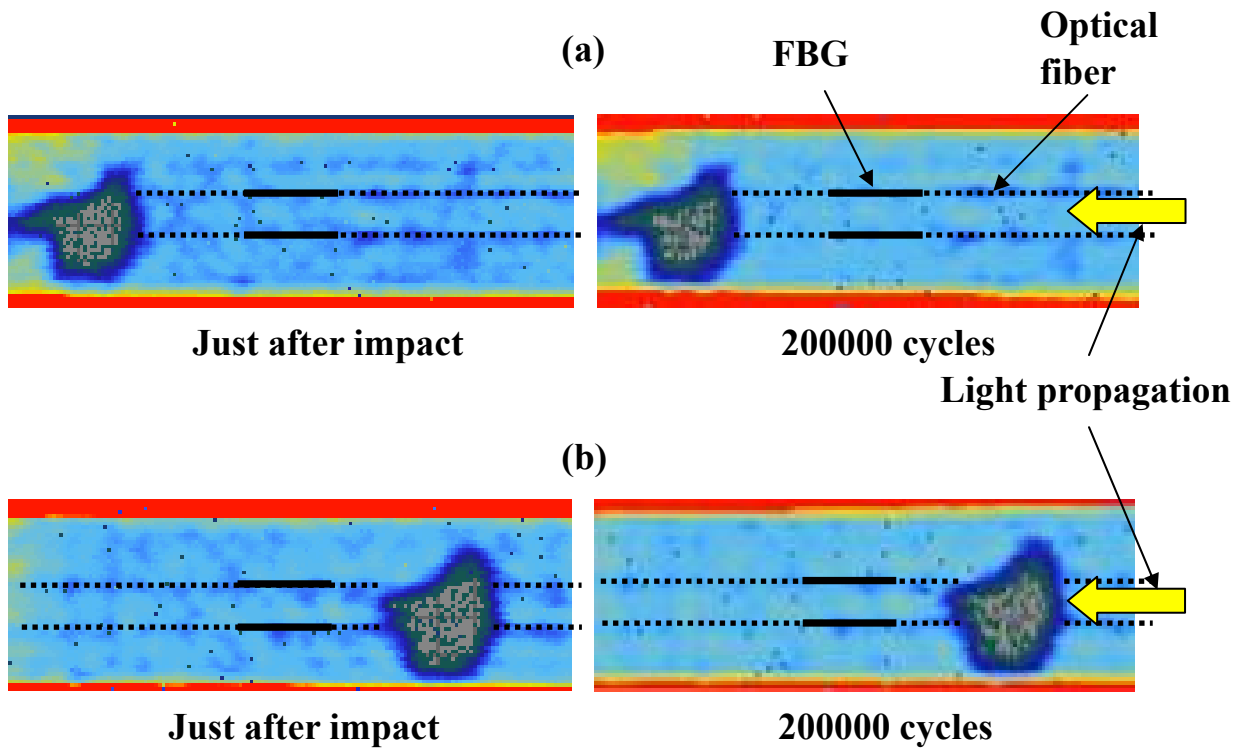 (a)
FBG
Optical
fiber
Just after impact
200000 cycles
Light propagation
(b)
Just after impact
200000 cycles